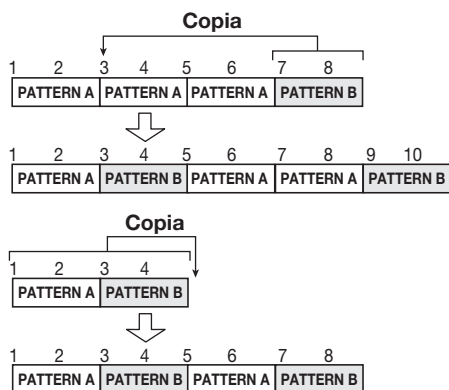 Copia
1 2 3 4 5 6 7 8
PATTERN A PATTERN A PATTERN A PATTERN B
1 2 3 4 5 6 7 8 9 10
PATTERN A PATTERN B PATTERN A PATTERN A PATTERN B
Copia
1 2 3 4
PATTERN A PATTERN B
1 2 3 4 5 6 7 8
PATTERN A PATTERN B PATTERN A PATTERN B